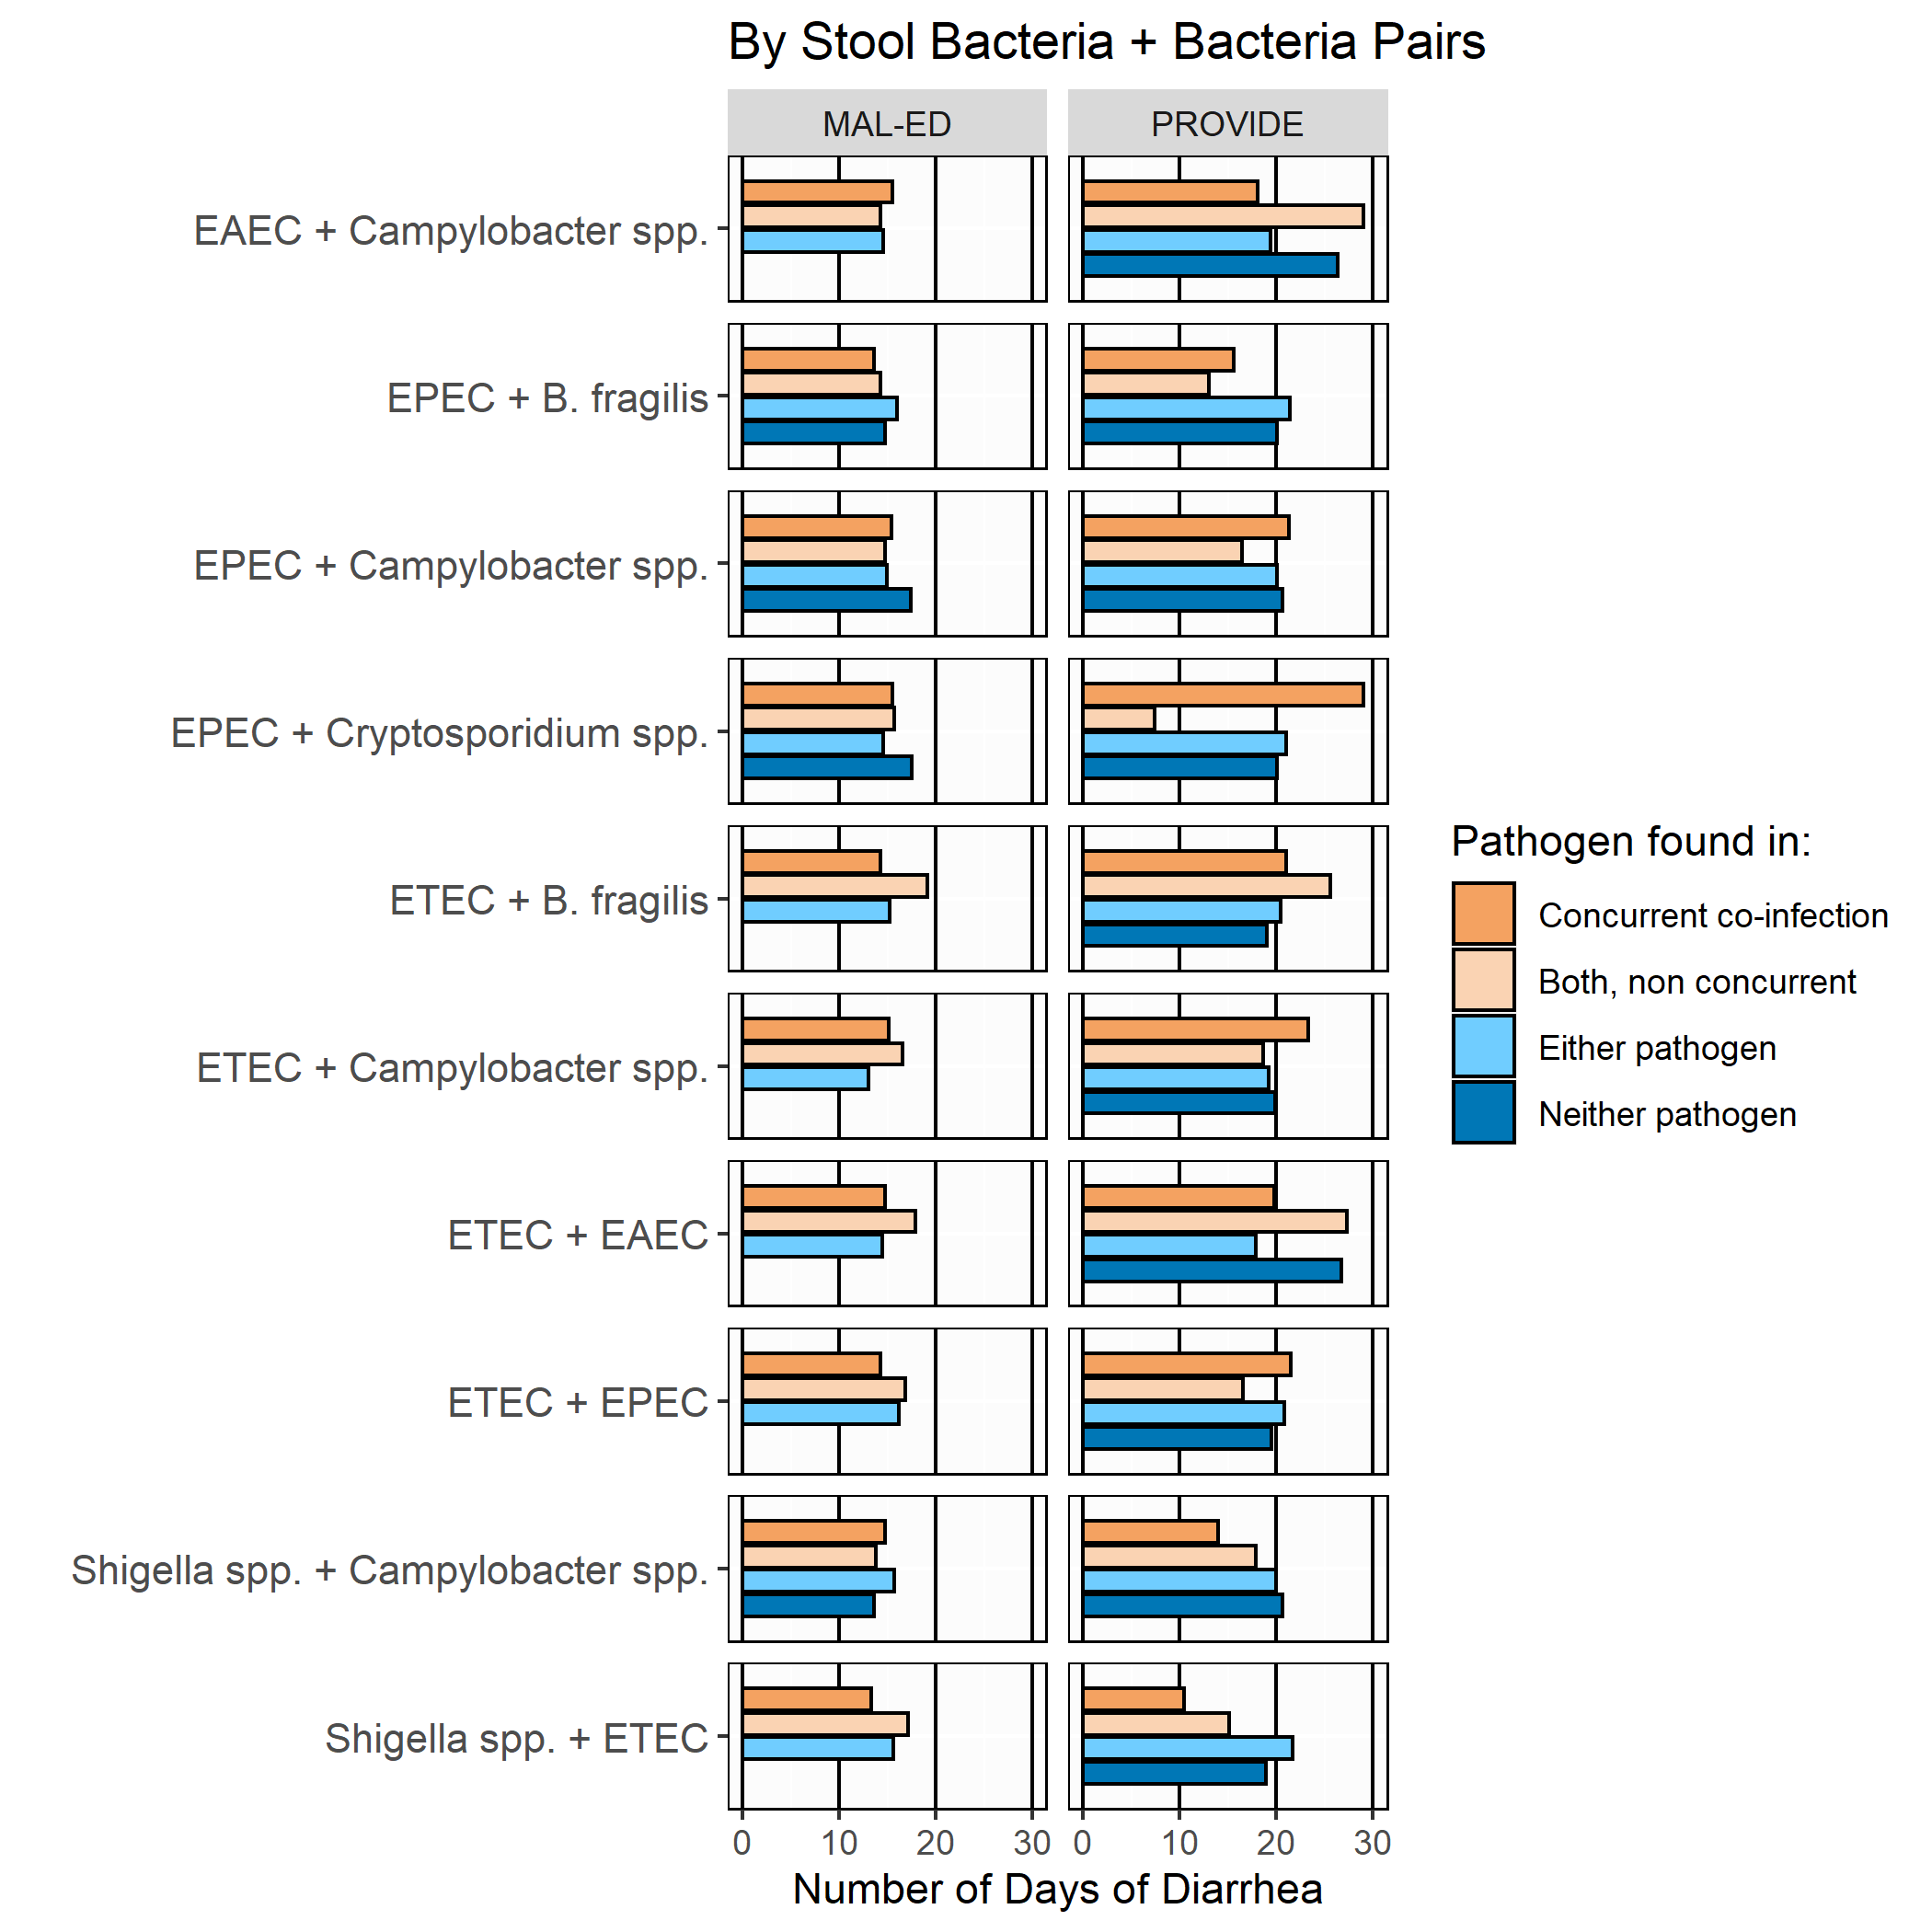 By Stool Bacteria + Bacteria Pairs
MAL-ED
PROVIDE
EAEC + Campylobacter spp.
EPEC + B. fragilis
EPEC + Campylobacter spp.
EPEC + Cryptosporidium spp.
ETEC + B. fragilis
ETEC + Campylobacter spp.
ETEC + EAEC
ETEC + EPEC
Shigella spp. + Campylobacter spp.
Shigella spp. + ETEC
0 10 20 30
0 10 20 30
Number of Days of Diarrhea
Pathogen found in:
Concurrent co-infection
Both, non concurrent
Either pathogen
Neither pathogen